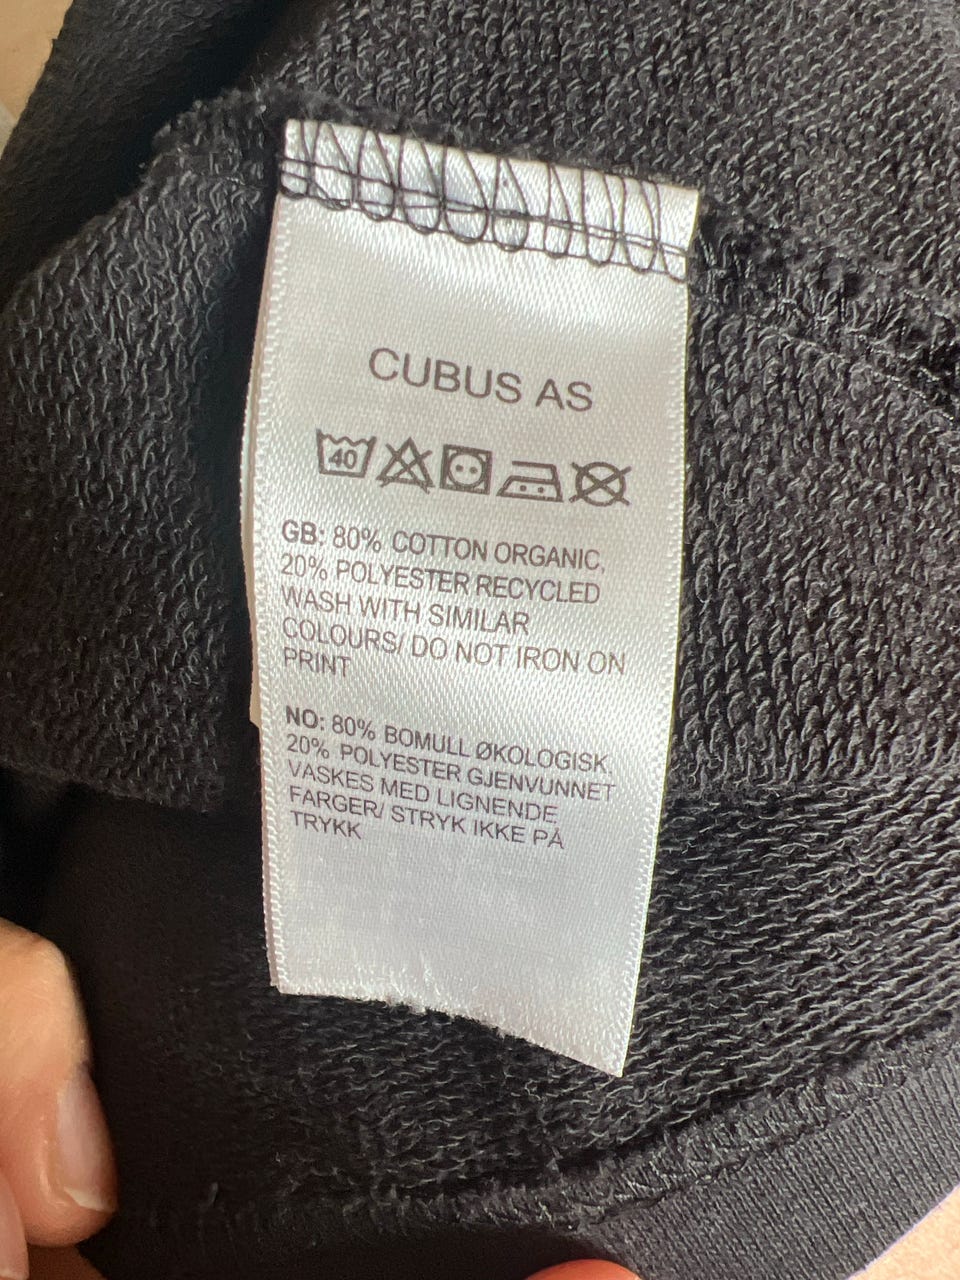 CUBUS AS
40
GB: 80% COTTON ORGANIC,
20% POLYESTER RECYCLED
WASH WITH SIMILAR
COLOURS/ DO NOT IRON ON
PRINT
NO: 80% BOMULL ØKOLOGISK,
20% POLYESTER GJENVUNNET
VASKES MED LIGNENDE
FARGER/ STRYK IKKE PÅ
TRYKK